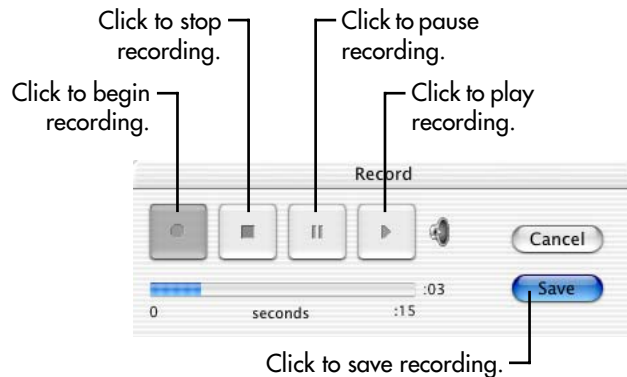 Click to stop
recording.
Click to pause
recording.
Click to begin
recording.
Click to play
recording.
Record
Cancel
:03
Save
0
seconds
:15
Click to save recording.